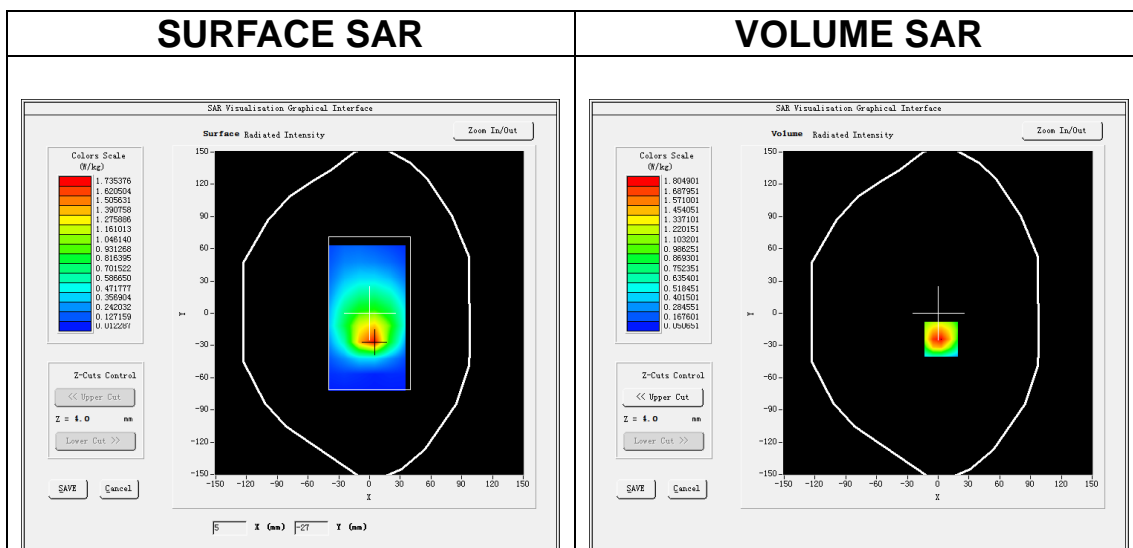 SURFACE SAR
VOLUME SAR
SAR Visualisation Graphical Interface
Surface Radiated Intensity
Zoom In/Out
Colors Scale
(W/kg)
1.735376
1.620504
1.505631
1.390758
1.275886
1.161013
1.046140
0.931268
0.816395
0.701522
0.586650
0.471777
0.356904
0.242032
0.127159
0.012287
Z-Cuts Control
<< Upper Cut
Z = 4.0 mm
Lower Cut >>
SAVE Cancel
150
120
90
60
30
0
-30
-60
-90
-120
-150
Y
-150 -120 -90 -60 -30 0 30 60 90 120 150
X
5 X (mm) -27 Y (mm)
SAR Visualisation Graphical Interface
Volume Radiated Intensity
Zoom In/Out
Colors Scale
(W/kg)
1.804901
1.687951
1.571001
1.454051
1.337101
1.220151
1.103201
0.986251
0.869301
0.752351
0.635401
0.518451
0.401501
0.284551
0.167601
0.050651
Z-Cuts Control
<< Upper Cut
Z = 4.0 mm
Lower Cut >>
SAVE Cancel
150
120
90
60
30
0
-30
-60
-90
-120
-150
Y
-150 -120 -90 -60 -30 0 30 60 90 120 150
X